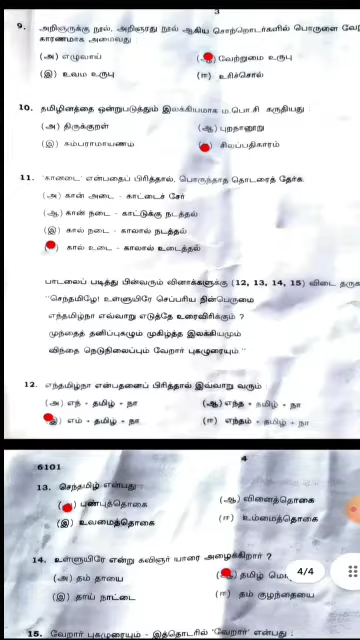 3
9. அறிஞருக்கு நூல், அறிஞரது நூல் ஆகிய சொற்றொடர்களில் பொருளை
காரணமாக அமைவது
(அ) எழுவாய்
வேற்றுமை உருபு
(இ) உவம உருபு
(ஈ) உரிச்சொல்
10. தமிழினத்தை ஒன்றுபடுத்தும் இலக்கியமாக ம.பொ.சி கருதியது :
(அ) திருக்குறள்
(ஆ) புறநானூறு
(இ) கம்பராமாயணம்
சிலப்பதிகாரம்
11. 'கானடை' என்பதைப் பிரித்தால், பொருந்தாத தொடரைத் தேர்க.
(அ) கான் அடை - காட்டைச் சேர்
(ஆ) கான் நடை - காட்டுக்கு நடத்தல்
(இ) கால் நடை - காலால் நடத்தல்
கால் உடை - காலால் உடைத்தல்
பாடலைப் படித்து பின்வரும் வினாக்களுக்கு (12, 13, 14, 15) விடை தருக
"செந்தமிழே! உள்ளுயிரே செப்பரிய நின்பெருமை
எந்தமிழ்நா எவ்வாறு எடுத்தே உரைவிரிக்கும் ?
முந்தைத் தனிப்புகழும் முகிழ்த்த இலக்கியமும்
விந்தை நெடுநிலைப்பும் வேறார் புகழுரையும்"
12. எந்தமிழ்நா என்பதனைப் பிரித்தால் இவ்வாறு வரும் :
(அ) எந் + தமிழ் + நா
(ஆ) எந்த + தமிழ் + நா
) எம் + தமிழ் + நா
(ஈ) எந்தம் + தமிழ் + நா
4
6101
13. செந்தமிழ் என்பது
பண்புத்தொகை
(ஆ) வினைத்தொகை
(இ) உவமைத்தொகை
(ஈ) உம்மைத்தொகை
14. உள்ளுயிரே என்று கவிஞர் யாரை அழைக்கிறார் ?
(அ) தம் தாயை
தமிழ்
4/4
(இ) தாய் நாட்டை
(ஈ) தம் குழந்தையை
15. வேறார் புகழுரையும் - இத்தொடரில் 'வேறார்' என்பது :